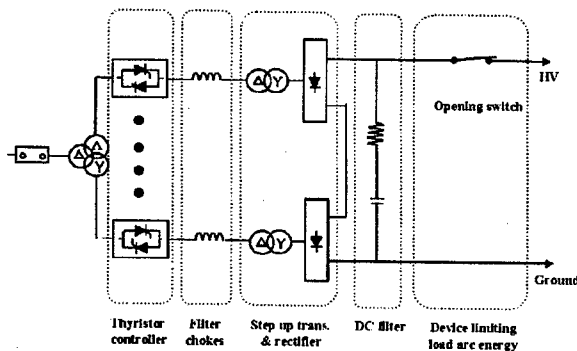 Δ
Δ
Y
Δ
Y
Δ
Y
HV
Opening switch
Ground
Thyristor
controller
Filter
chokes
Step up trans.
& rectifier
DC filter
Device limiting
load arc energy